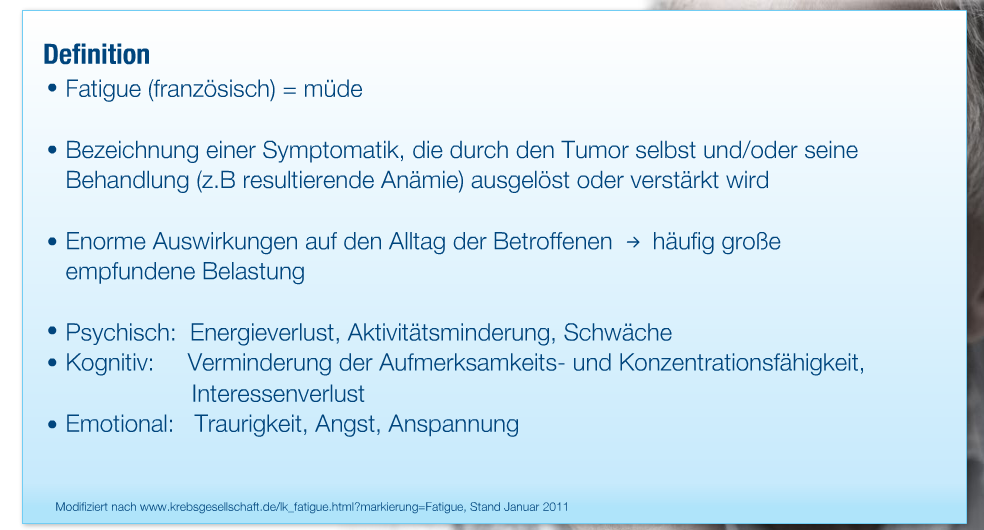 Definition
• Fatigue (französisch) = müde
• Bezeichnung einer Symptomatik, die durch den Tumor selbst und/oder seine
Behandlung (z.B resultierende Anämie) ausgelöst oder verstärkt wird
• Enorme Auswirkungen auf den Alltag der Betroffenen → häufig große
empfundene Belastung
• Psychisch: Energieverlust, Aktivitätsminderung, Schwäche
• Kognitiv: Verminderung der Aufmerksamkeits- und Konzentrationsfähigkeit,
Interessenverlust
• Emotional: Traurigkeit, Angst, Anspannung
Modifiziert nach www.krebsgesellschaft.de/lk_fatigue.html?markierung=Fatigue, Stand Januar 2011